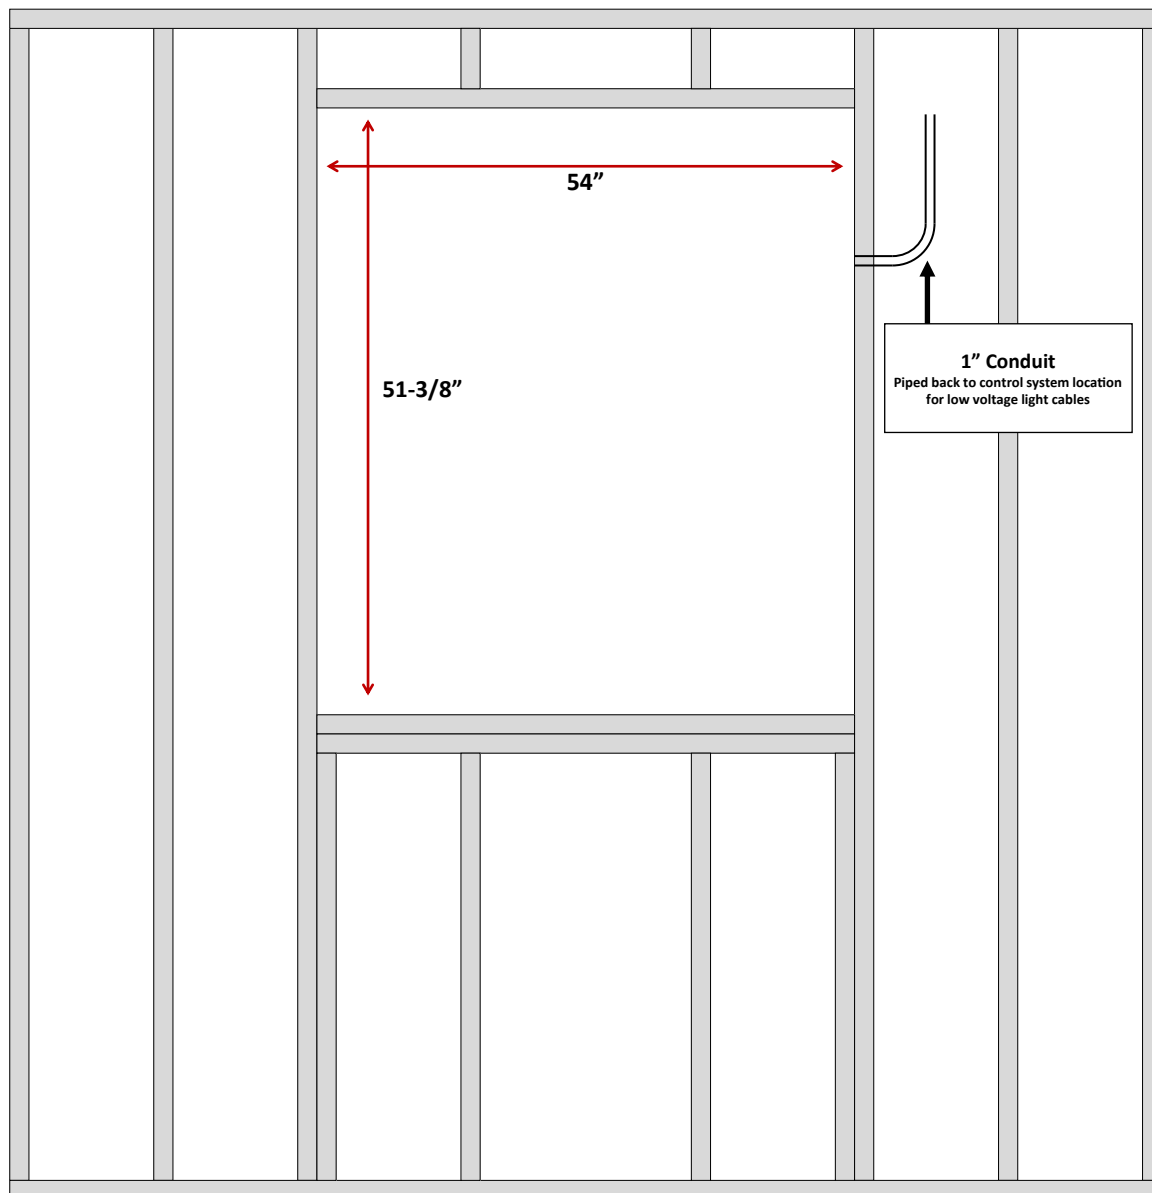 54”
51-3/8”
1” Conduit
Piped back to control system location
for low voltage light cables